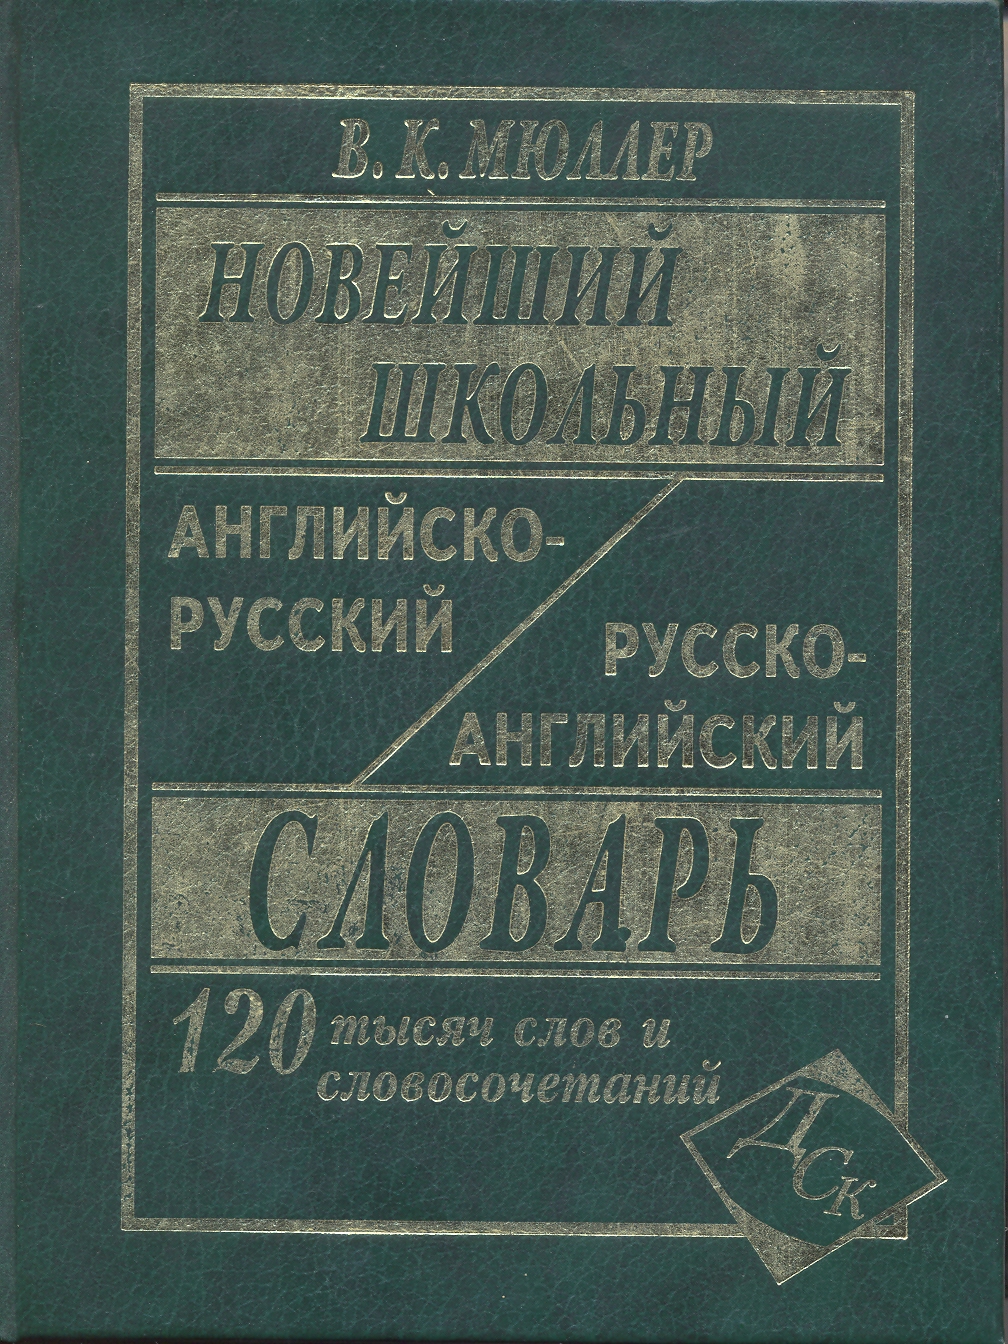 В. К. МЮЛЛЕР
НОВЕЙШИЙ
ШКОЛЬНЫЙ
АНГЛИЙСКО-
РУССКИЙ
РУССКО-
АНГЛИЙСКИЙ
СЛОВАРЬ
120 тысяч слов и
словосочетаний
ДСК